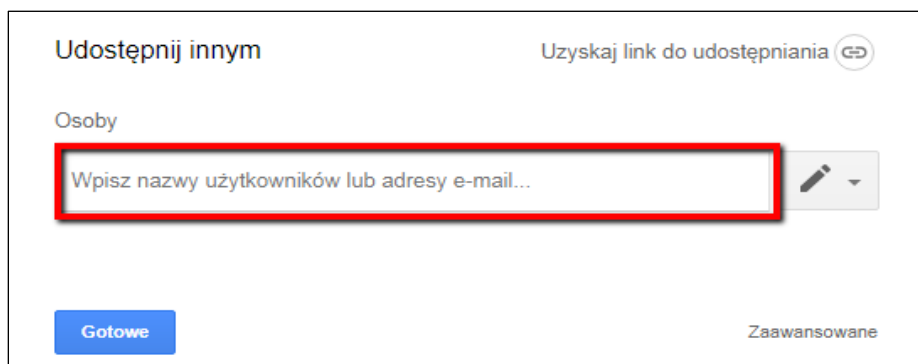 Udostępnij innym
Uzyskaj link do udostępniania
Osoby
Wpisz nazwy użytkowników lub adresy e-mail...
Gotowe
Zaawansowane